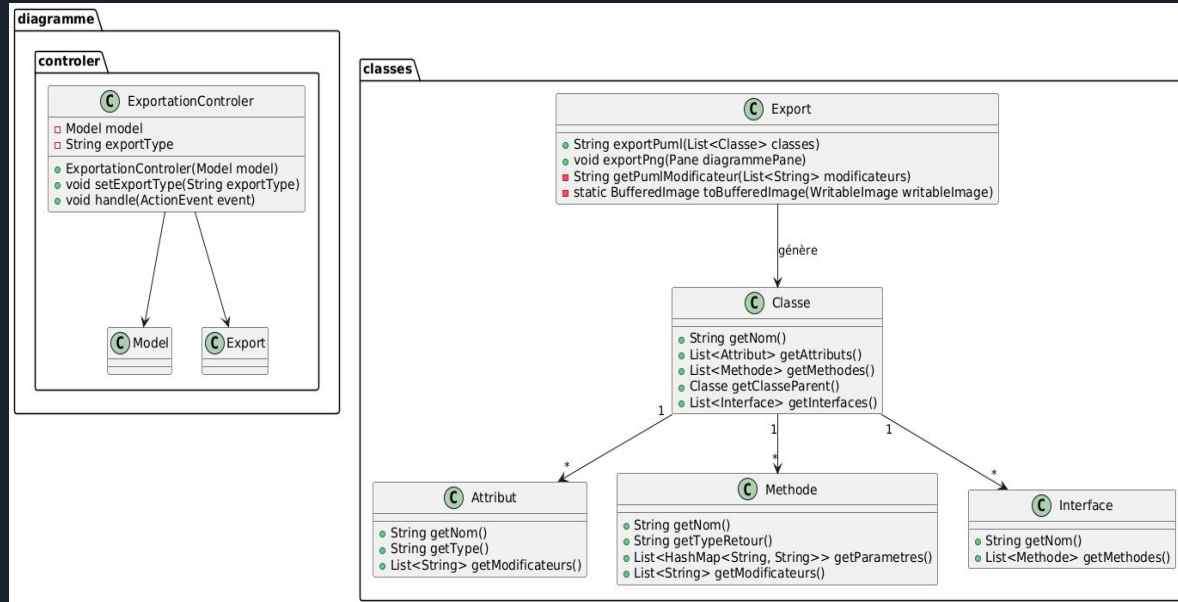 diagramme
controler
C ExportationControler
Model model
String exportType
ExportationControler(Model model)
void setExportType(String exportType)
void handle(ActionEvent event)
C Model
C Export
classes
C Export
String exportPuml(List<Classe> classes)
void exportPng(Pane diagrammePane)
String getPumlModificateur(List<String> modificateurs)
static BufferedImage toBufferedImage(WritableImage writableImage)
génère
C Classe
String getNom()
List<Attribut> getAttributs()
List<Methode> getMethodes()
Classe getClasseParent()
List<Interface> getInterfaces()
1 1 1
* * *
C Attribut
String getNom()
String getType()
List<String> getModificateurs()
C Methode
String getNom()
String getTypeRetour()
List<HashMap<String, String>> getParametres()
List<String> getModificateurs()
C Interface
String getNom()
List<Methode> getMethodes()